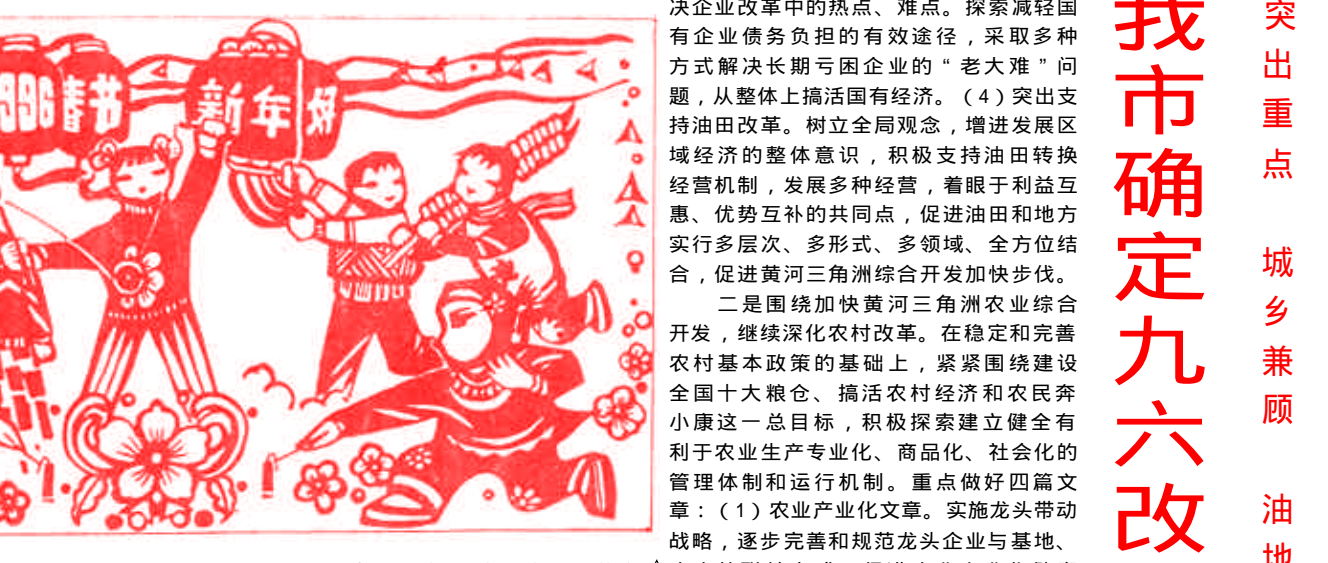 1996春节
新年好
决企业改革中的热点、难点。探索减轻国
有企业债务负担的有效途径，采取多种
方式解决长期亏困企业的“老大难”问
题，从整体上搞活国有经济。（4）突出支
持油田改革。树立全局观念，增进发展区
域经济的整体意识，积极支持油田转换
经营机制，发展多种经营，着眼于利益互
惠、优势互补的共同点，促进油田和地方
实行多层次、多形式、多领域、全方位结
合，促进黄河三角洲综合开发加快步伐。
二是围绕加快黄河三角洲农业综合
开发，继续深化农村改革。在稳定和完善
农村基本政策的基础上，紧紧围绕建设
全国十大粮仓、搞活农村经济和农民奔
小康这一总目标，积极探索建立健全有
利于农业生产专业化、商品化、社会化的
管理体制和运行机制。重点做好四篇文
章：（1）农业产业化文章。实施龙头带动
战略，逐步完善和规范龙头企业与基地、
我市确定九六改
突出重点 城乡兼顾 油地